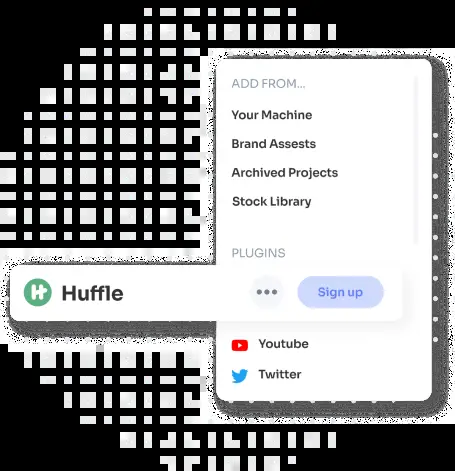 ADD FROM...
Your Machine
Brand Assests
Archived Projects
Stock Library
PLUGINS
Huffle
Sign up
Youtube
Twitter